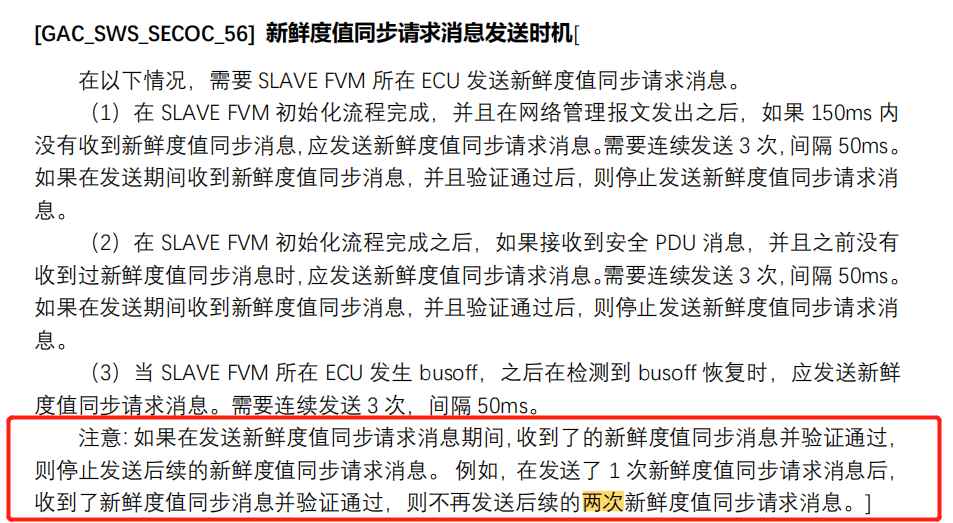 [GAC_SWS_SECOC_56] 新鲜度值同步请求消息发送时机[
在以下情况，需要 SLAVE FVM 所在 ECU 发送新鲜度值同步请求消息。
（1）在 SLAVE FVM 初始化流程完成，并且在网络管理报文发出之后，如果 150ms 内
没有收到新鲜度值同步消息,应发送新鲜度值同步请求消息。需要连续发送 3 次,间隔 50ms。
如果在发送期间收到新鲜度值同步消息，并且验证通过后，则停止发送新鲜度值同步请求消
息。
（2）在 SLAVE FVM 初始化流程完成之后，如果接收到安全 PDU 消息，并且之前没有
收到过新鲜度值同步消息时,应发送新鲜度值同步请求消息。需要连续发送 3 次,间隔 50ms。
如果在发送期间收到新鲜度值同步消息，并且验证通过后，则停止发送新鲜度值同步请求消
息。
（3）当 SLAVE FVM 所在 ECU 发生 busoff，之后在检测到 busoff 恢复时，应发送新鲜
度值同步请求消息。需要连续发送 3 次，间隔 50ms。
注意: 如果在发送新鲜度值同步请求消息期间,收到了的新鲜度值同步消息并验证通过，
则停止发送后续的新鲜度值同步请求消息。 例如，在发送了 1 次新鲜度值同步请求消息后，
收到了新鲜度值同步消息并验证通过，则不再发送后续的两次新鲜度值同步请求消息。]